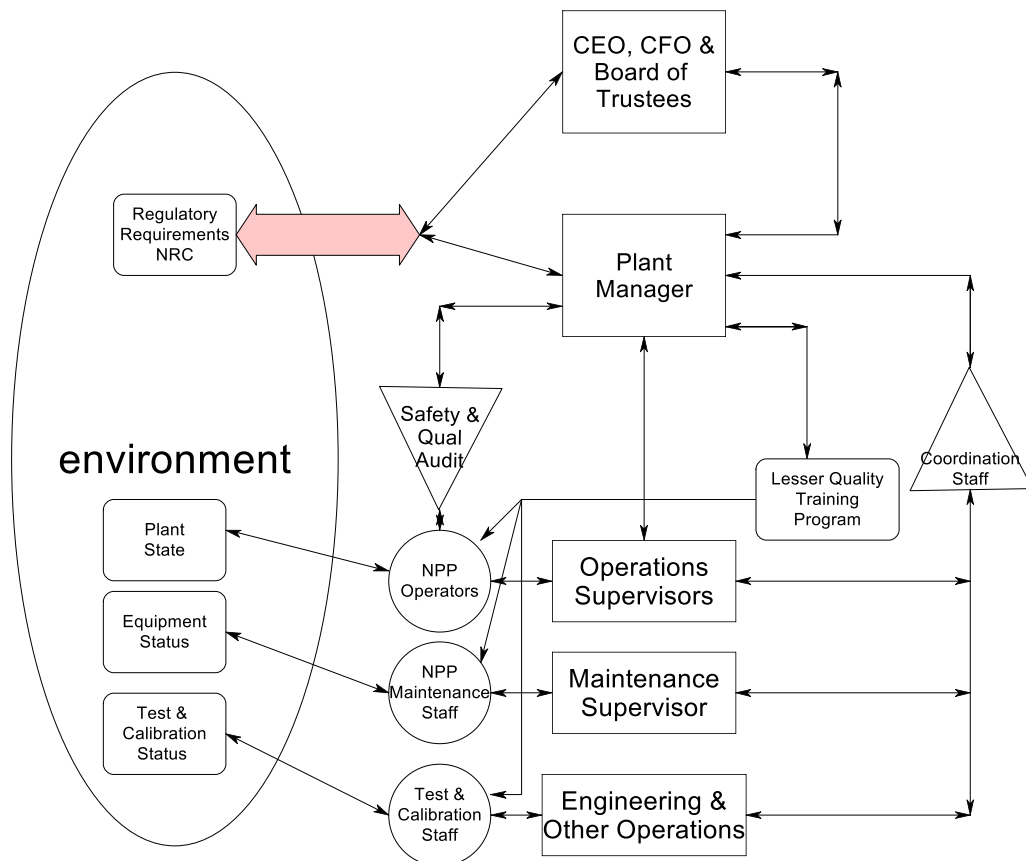 CEO, CFO &
Board of
Trustees
Regulatory
Requirements
NRC
Plant
Manager
Safety &
Qual
Audit
environment
Coordination
Staff
Lesser Quality
Training
Program
Plant
State
NPP
Operators
Operations
Supervisors
Equipment
Status
NPP
Maintenance
Staff
Maintenance
Supervisor
Test &
Calibration
Status
Test &
Calibration
Staff
Engineering &
Other Operations